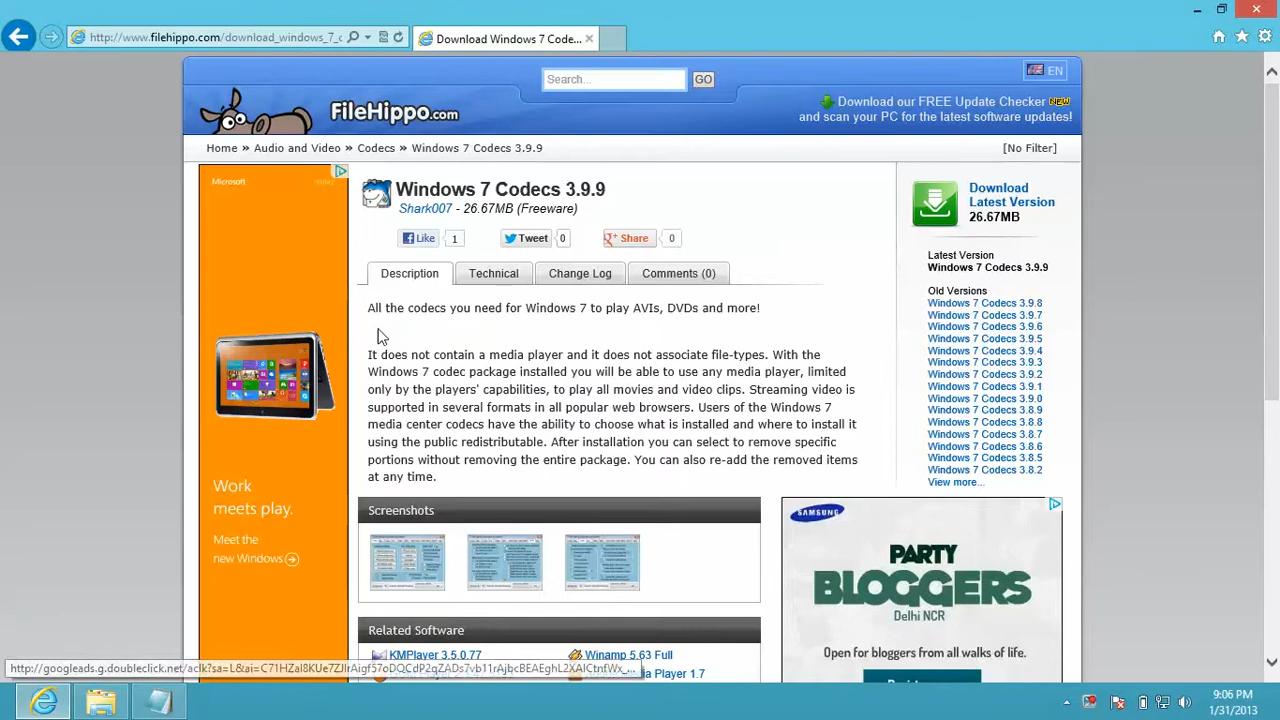 http://www.filehippo.com/download_windows_7_c
Download Windows 7 Code...
Search...
GO
EN
FileHippo.com
Download our FREE Update Checker NEW
and scan your PC for the latest software updates!
Home » Audio and Video » Codecs » Windows 7 Codecs 3.9.9
[No Filter]
Microsoft
Work
meets play.
Meet the
new Windows
Windows 7 Codecs 3.9.9
Shark007 - 26.67MB (Freeware)
Like 1
Tweet 0
Share 0
Description
Technical
Change Log
Comments (0)
All the codecs you need for Windows 7 to play AVIs, DVDs and more!
It does not contain a media player and it does not associate file-types. With the
Windows 7 codec package installed you will be able to use any media player, limited
only by the players' capabilities, to play all movies and video clips. Streaming video is
supported in several formats in all popular web browsers. Users of the Windows 7
media center codecs have the ability to choose what is installed and where to install it
using the public redistributable. After installation you can select to remove specific
portions without removing the entire package. You can also re-add the removed items
at any time.
Download
Latest Version
26.67MB
Latest Version
Windows 7 Codecs 3.9.9
Old Versions
Windows 7 Codecs 3.9.8
Windows 7 Codecs 3.9.7
Windows 7 Codecs 3.9.6
Windows 7 Codecs 3.9.5
Windows 7 Codecs 3.9.4
Windows 7 Codecs 3.9.3
Windows 7 Codecs 3.9.2
Windows 7 Codecs 3.9.1
Windows 7 Codecs 3.9.0
Windows 7 Codecs 3.8.9
Windows 7 Codecs 3.8.8
Windows 7 Codecs 3.8.7
Windows 7 Codecs 3.8.6
Windows 7 Codecs 3.8.5
Windows 7 Codecs 3.8.2
View more...
Screenshots
SAMSUNG
PARTY
BLOGGERS
Delhi NCR
Open for bloggers from all walks of life.
Related Software
KMPlayer 3.5.0.77
Winamp 5.63 Full
Player 1.7
9:06 PM
1/31/2013